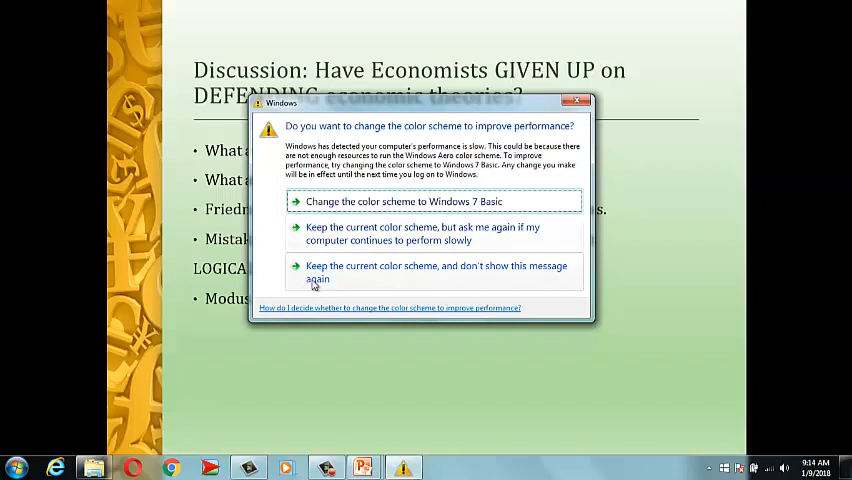 Discussion: Have Economists GIVEN UP on
DEFENDING economic theories?
Windows
Do you want to change the color scheme to improve performance?
Windows has detected your computer's performance is slow. This could be because there
are not enough resources to run the Windows Aero color scheme. To improve
performance, try changing the color scheme to Windows 7 Basic. Any change you make
will be in effect until the next time you log on to Windows.
Change the color scheme to Windows 7 Basic
Keep the current color scheme, but ask me again if my
computer continues to perform slowly
Keep the current color scheme, and don't show this message
again
How do I decide whether to change the color scheme to improve performance?
• What
• What
•
• Mistak
LOGICA
• Modus
9:14 AM
1/9/2018